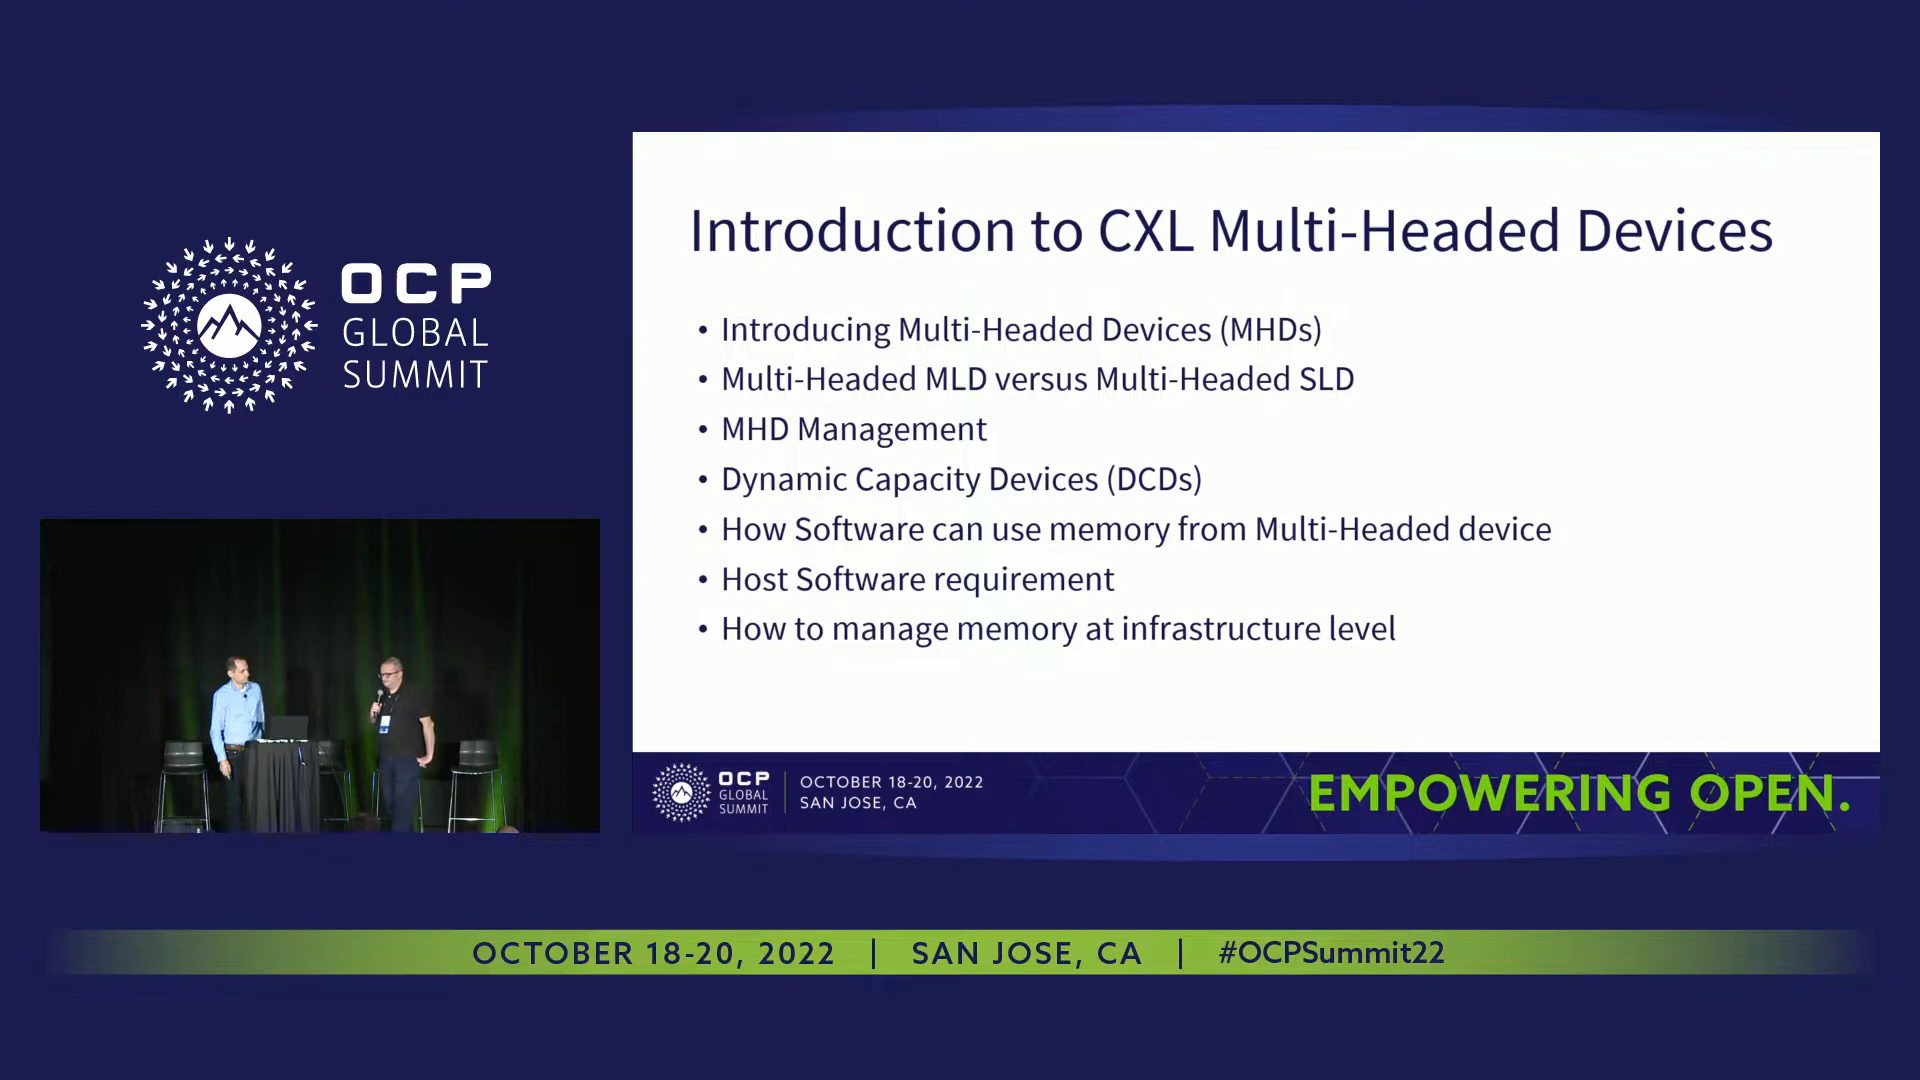 OCP
GLOBAL
SUMMIT
Introduction to CXL Multi-Headed Devices
• Introducing Multi-Headed Devices (MHDs)
• Multi-Headed MLD versus Multi-Headed SLD
• MHD Management
• Dynamic Capacity Devices (DCDs)
• How Software can use memory from Multi-Headed device
• Host Software requirement
• How to manage memory at infrastructure level
OCP
GLOBAL
SUMMIT
OCTOBER 18-20, 2022
SAN JOSE, CA
EMPOWERING OPEN.
OCTOBER 18-20, 2022 | SAN JOSE, CA | #OCPSummit22